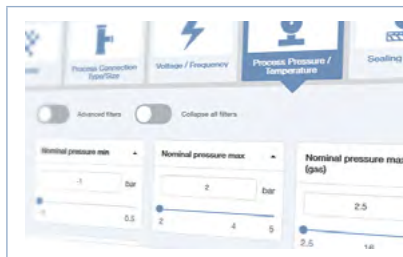 Process Connection
Type/Size
Voltage / Frequency
Process Pressure /
Temperature
Sealing
Advanced filters
Collapse all filters
Nominal pressure min
-1
bar
-1
0.5
Nominal pressure max
2
bar
2
4
5
Nominal pressure max
(gas)
2.5
2.5
16